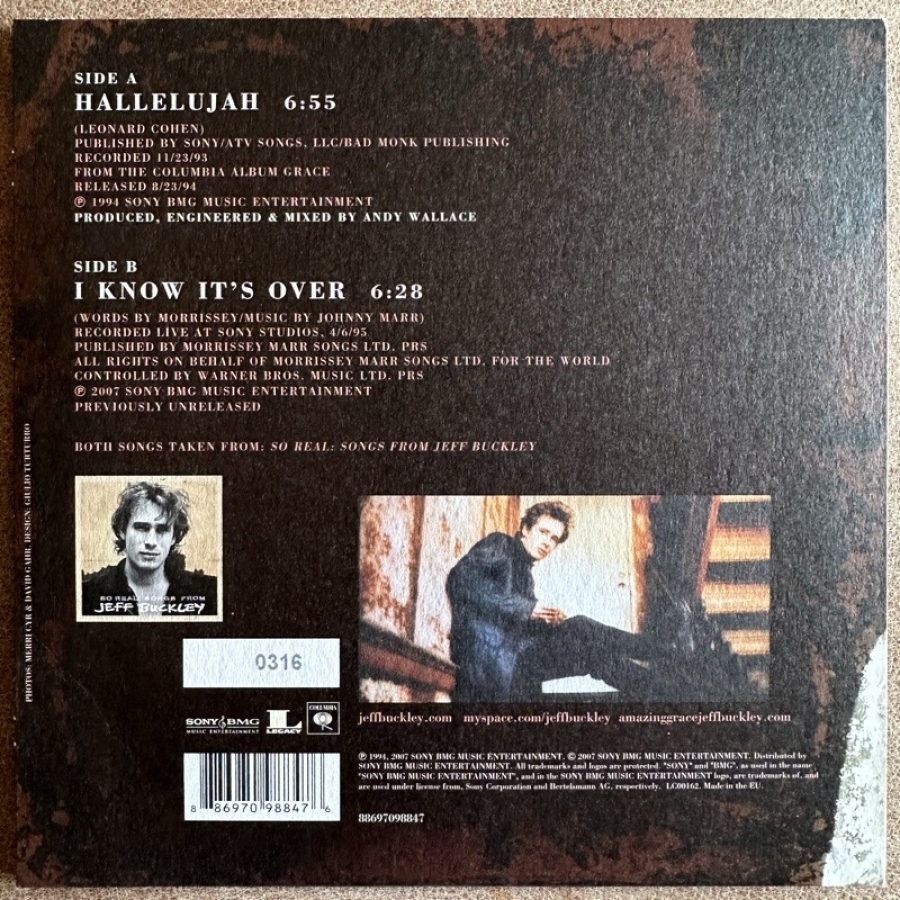 SIDE A
HALLELUJAH 6:55
(LEONARD COHEN)
PUBLISHED BY SONY/ATV SONGS, LLC/BAD MONK PUBLISHING
RECORDED 11/23/93
FROM THE COLUMBIA ALBUM GRACE
RELEASED 8/23/94
℗ 1994 SONY BMG MUSIC ENTERTAINMENT
PRODUCED, ENGINEERED & MIXED BY ANDY WALLACE
SIDE B
I KNOW IT'S OVER 6:28
(WORDS BY MORRISSEY/MUSIC BY JOHNNY MARR)
RECORDED LIVE AT SONY STUDIOS, 4/6/95
PUBLISHED BY MORRISSEY MARR SONGS LTD. PRS
ALL RIGHTS ON BEHALF OF MORRISSEY MARR SONGS LTD. FOR THE WORLD
CONTROLLED BY WARNER BROS. MUSIC LTD. PRS
℗ 2007 SONY BMG MUSIC ENTERTAINMENT
PREVIOUSLY UNRELEASED
BOTH SONGS TAKEN FROM: SO REAL: SONGS FROM JEFF BUCKLEY
PHOTOS: MERRI CYR & DAVID GAHR. DESIGN: GIULIO TURTURRO
SO REAL: SONGS FROM
JEFF BUCKLEY
0316
SONY BMG
MUSIC ENTERTAINMENT
L
LEGACY
COLUMBIA
jeffbuckley.com myspace.com/jeffbuckley amazinggracejeffbuckley.com
℗ 1994, 2007 SONY BMG MUSIC ENTERTAINMENT. © 2007 SONY BMG MUSIC ENTERTAINMENT. Distributed by
SONY BMG MUSIC ENTERTAINMENT. All trademarks and logos are protected. "SONY" and "BMG", as used in the name
"SONY BMG MUSIC ENTERTAINMENT", and in the SONY BMG MUSIC ENTERTAINMENT logo, are trademarks of, and
are used under license from, Sony Corporation and Bertelsmann AG, respectively. LC00162. Made in the EU.
8 86970 98847 6
88697098847